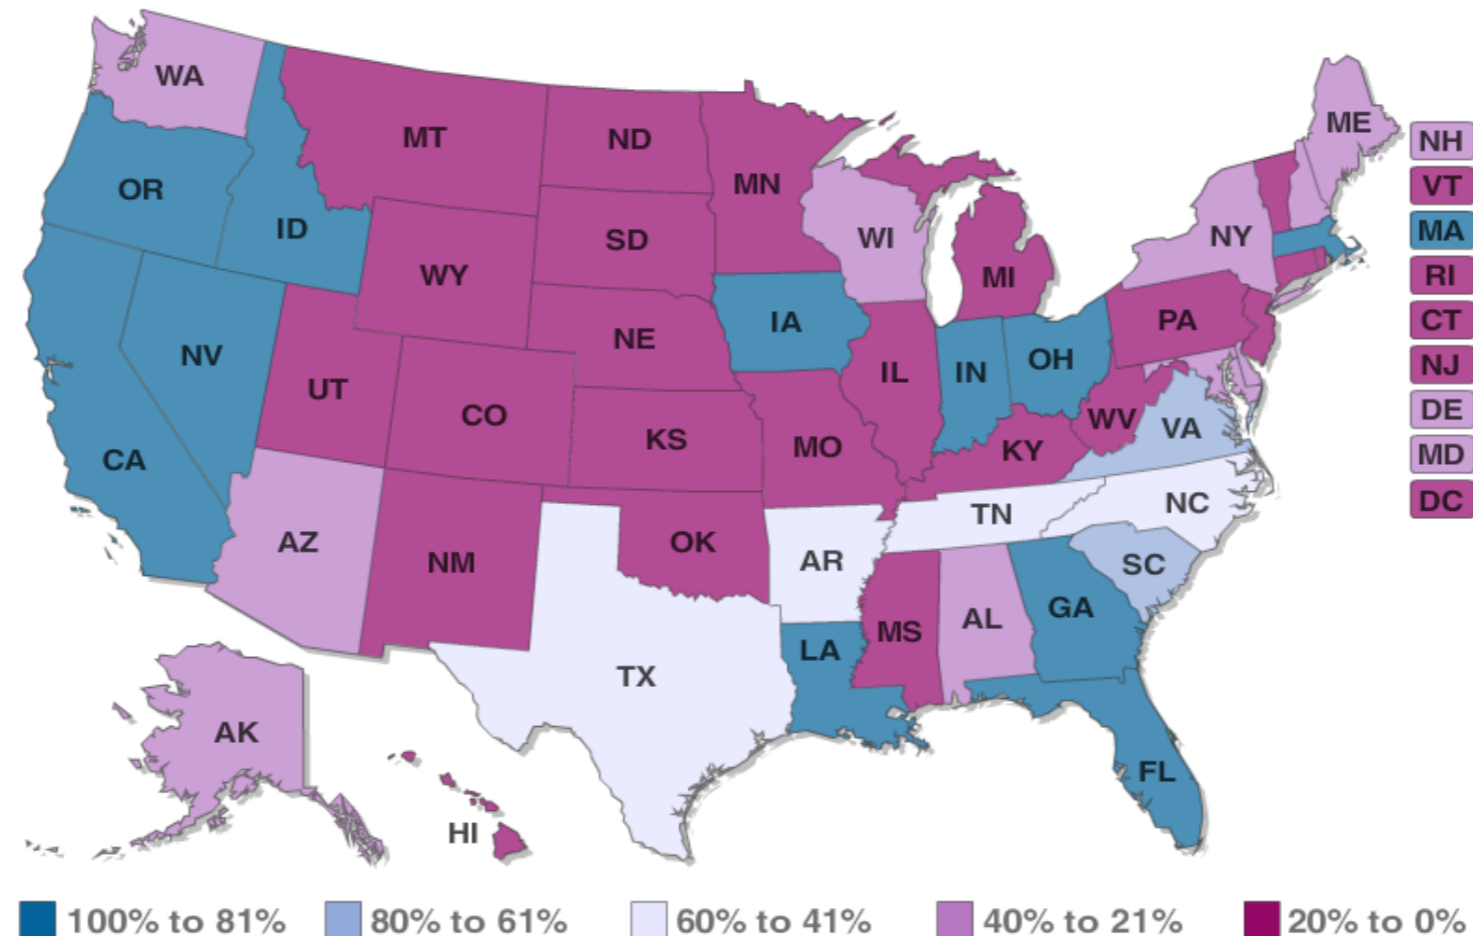 WA
MT
ND
MN
ME
NH
VT
OR
ID
SD
WI
NY
MA
WY
MI
RI
NV
NE
IA
PA
CT
UT
CO
IL
IN
OH
NJ
CA
KS
MO
WV
VA
DE
KY
MD
AZ
NM
OK
AR
TN
NC
DC
SC
TX
LA
MS
AL
GA
AK
HI
FL
100% to 81%
80% to 61%
60% to 41%
40% to 21%
20% to 0%